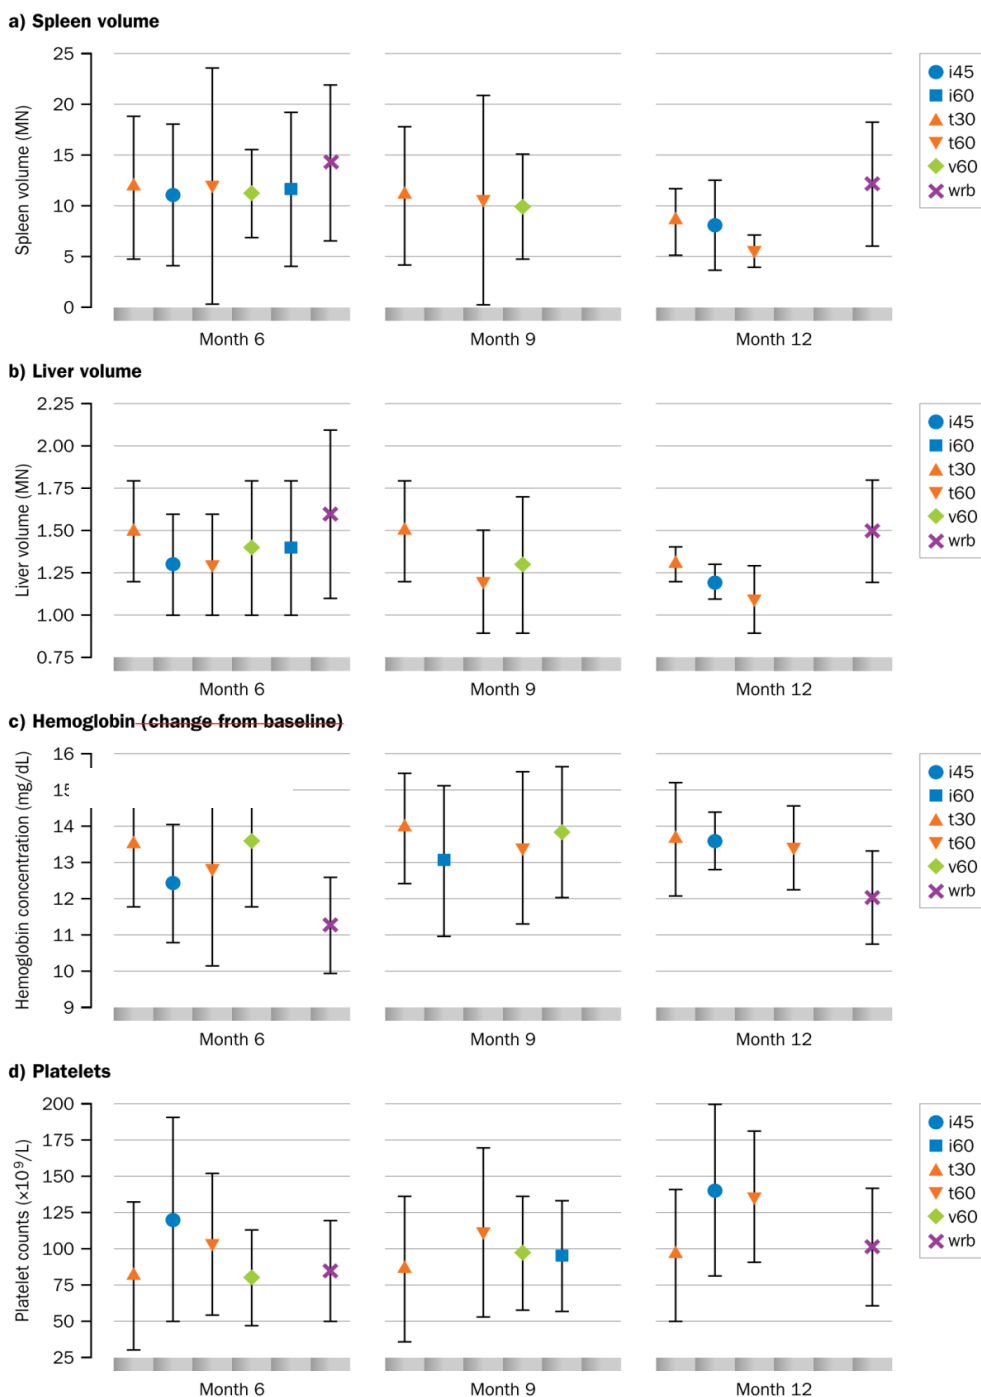 a) Spleen volume
Spleen volume (MN)
25
20
15
10
5
0
Month 6
Month 9
Month 12
i45
i60
t30
t60
v60
wrb
b) Liver volume
Liver volume (MN)
2.25
2.00
1.75
1.50
1.25
1.00
0.75
Month 6
Month 9
Month 12
i45
i60
t30
t60
v60
wrb
c) Hemoglobin (change from baseline)
Hemoglobin concentration (mg/dL)
16
15
14
13
12
11
10
9
Month 6
Month 9
Month 12
i45
i60
t30
t60
v60
wrb
d) Platelets
Platelet counts (×10⁹/L)
200
175
150
125
100
75
50
25
Month 6
Month 9
Month 12
i45
i60
t30
t60
v60
wrb